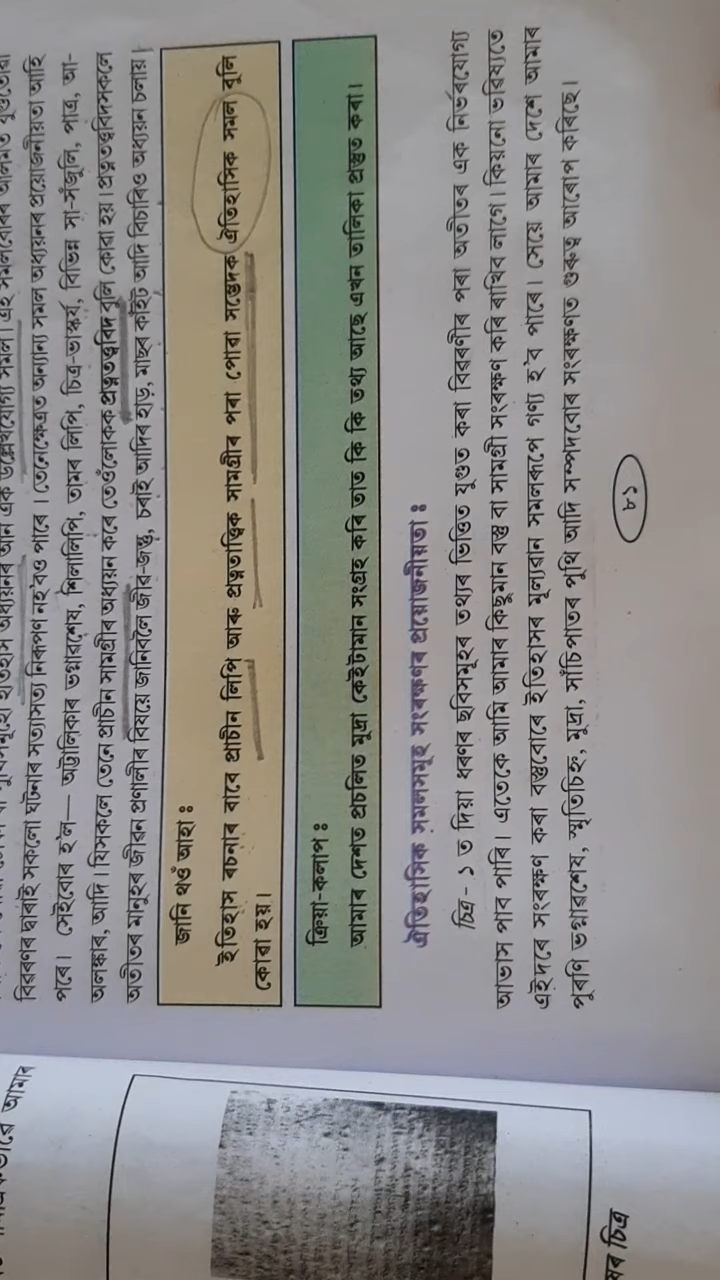 বিৱৰণৰ দ্বাৰাই সকলো ঘটনাৰ সত্যাসত্য নিৰূপণ নহ'বও পাৰে। তেনেক্ষেত্ৰত অন্যান্য সমল অধ্যয়নৰ প্ৰয়োজনীয়তা আহি
পৰে। সেইবোৰ হ'ল— অট্টালিকাৰ ভগ্নাৱশেষ, শিলালিপি, তামৰ লিপি, চিত্ৰ-ভাস্কৰ্য, বিভিন্ন সা-সঁজুলি, পাত্ৰ, আ-
অলঙ্কাৰ, আদি। যিসকলে তেনে প্ৰাচীন সামগ্ৰীৰ অধ্যয়ন কৰে তেওঁলোকক প্ৰত্নতত্ত্ববিদ বুলি কোৱা হয়। প্ৰত্নতত্ত্ববিদসকলে
অতীতৰ মানুহৰ জীৱন প্ৰণালীৰ বিষয়ে জানিবলৈ জীৱ-জন্তু, চৰাই আদিৰ হাড়, মাছৰ কাঁইট আদি বিচাৰিও অধ্যয়ন চলায়।
জানি থওঁ আহা :
ইতিহাস ৰচনাৰ বাবে প্ৰাচীন লিপি আৰু প্ৰত্নতাত্ত্বিক সামগ্ৰীৰ পৰা পোৱা সম্ভেদক ঐতিহাসিক সমল বুলি
কোৱা হয়।
ক্ৰিয়া-কলাপ :
আমাৰ দেশত প্ৰচলিত মুদ্ৰা কেইটামান সংগ্ৰহ কৰি তাত কি কি তথ্য আছে এখন তালিকা প্ৰস্তুত কৰা।
ঐতিহাসিক সমলসমূহ সংৰক্ষণৰ প্ৰয়োজনীয়তা :
চিত্ৰ - ১ ত দিয়া ধৰণৰ ছবিসমূহৰ তথ্যৰ ভিত্তিত যুগুত কৰা বিৱৰণীৰ পৰা অতীতৰ এক নিৰ্ভৰযোগ্য
আভাস পাব পাৰি। এতেকে আমি আমাৰ কিছুমান বস্তু বা সামগ্ৰী সংৰক্ষণ কৰি ৰাখিব লাগে। কিয়নো ভৱিষ্যতে
এইদৰে সংৰক্ষণ কৰা বস্তুবোৰে ইতিহাসৰ মূল্যৱান সমলৰূপে গণ্য হ'ব পাৰে। সেয়ে আমাৰ দেশে আমাৰ
পুৰণি ভগ্নাৱশেষ, স্মৃতিচিহ্ন, মুদ্ৰা, সাঁচিপাতৰ পুথি আদি সম্পদবোৰ সংৰক্ষণত গুৰুত্ব আৰোপ কৰিছে।
৮১
আমাৰ
চিত্ৰ